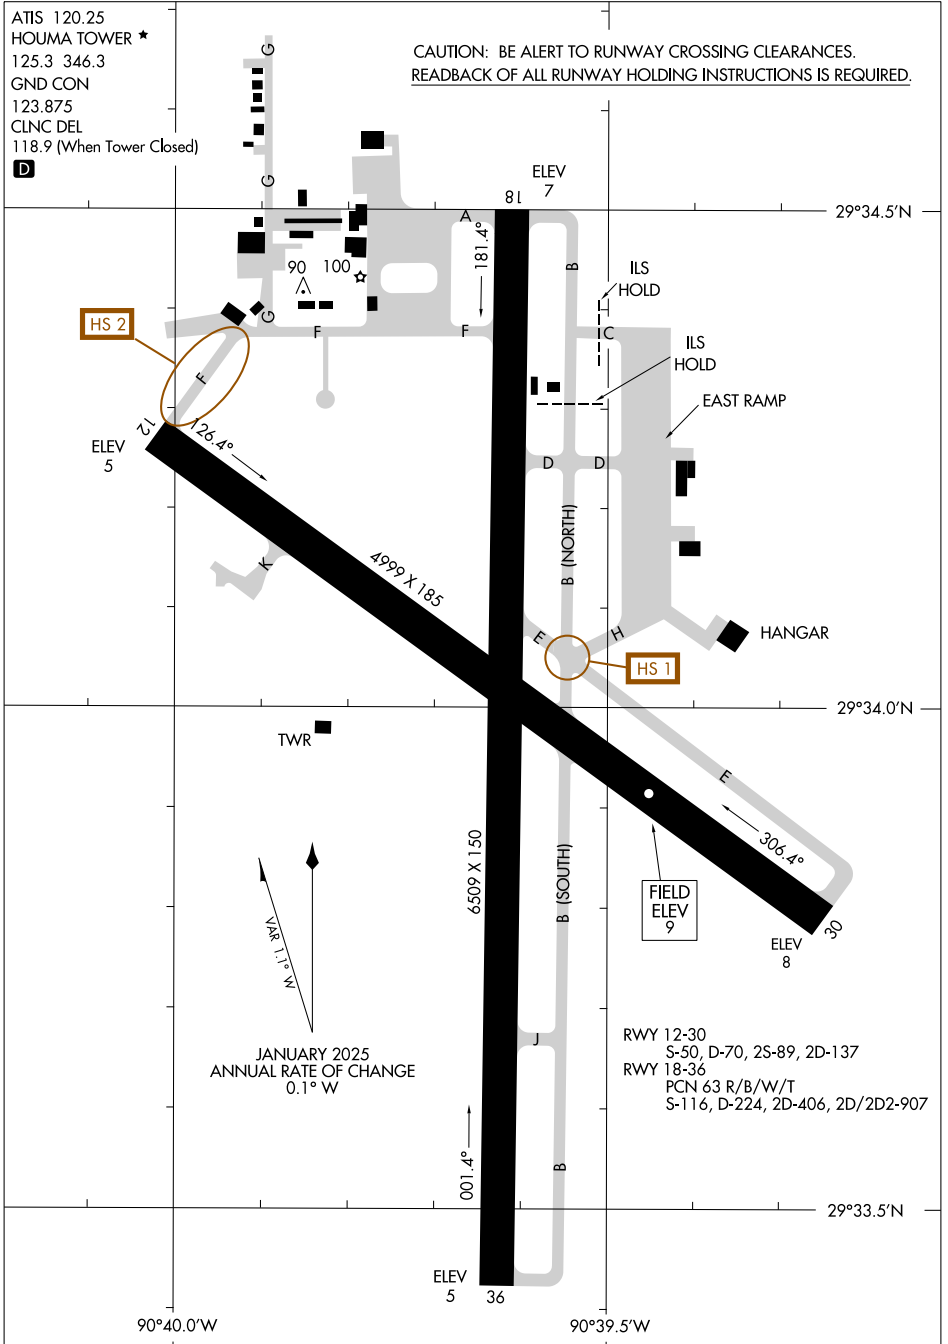 ATIS 120.25
HOUMA TOWER ★
125.3 346.3
GND CON
123.875
CLNC DEL
118.9 (When Tower Closed)
D
CAUTION: BE ALERT TO RUNWAY CROSSING CLEARANCES.
READBACK OF ALL RUNWAY HOLDING INSTRUCTIONS IS REQUIRED.
G
G
G
ELEV
7
18
A
181.4°
29°34.5'N
B
90
100
ILS
HOLD
HS 2
F
F
C
ILS
HOLD
F
EAST RAMP
12
126.4°
ELEV
5
D
D
B (NORTH)
K
4999 X 185
E
H
HANGAR
HS 1
29°34.0'N
TWR
E
306.4°
6509 X 150
B (SOUTH)
FIELD
ELEV
9
30
ELEV
8
VAR 1.1° W
JANUARY 2025
ANNUAL RATE OF CHANGE
0.1° W
J
RWY 12-30
S-50, D-70, 2S-89, 2D-137
RWY 18-36
PCN 63 R/B/W/T
S-116, D-224, 2D-406, 2D/2D2-907
001.4°
B
29°33.5'N
ELEV
5
36
90°40.0'W
90°39.5'W